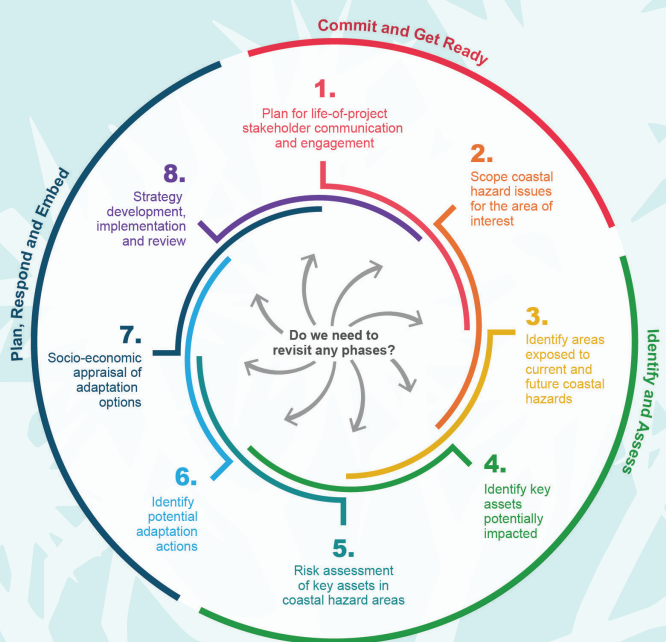 Commit and Get Ready
1.
Plan for life-of-project
stakeholder communication
and engagement
2.
Scope coastal
hazard issues
for the area of
interest
Identify and Assess
3.
Identify areas
exposed to
current and
future coastal
hazards
4.
Identify key
assets
potentially
impacted
5.
Risk assessment
of key assets in
coastal hazard areas
Plan, Respond and Embed
6.
Identify
potential
adaptation
actions
7.
Socio-economic
appraisal of
adaptation
options
8.
Strategy
development,
implementation
and review
Do we need to
revisit any phases?